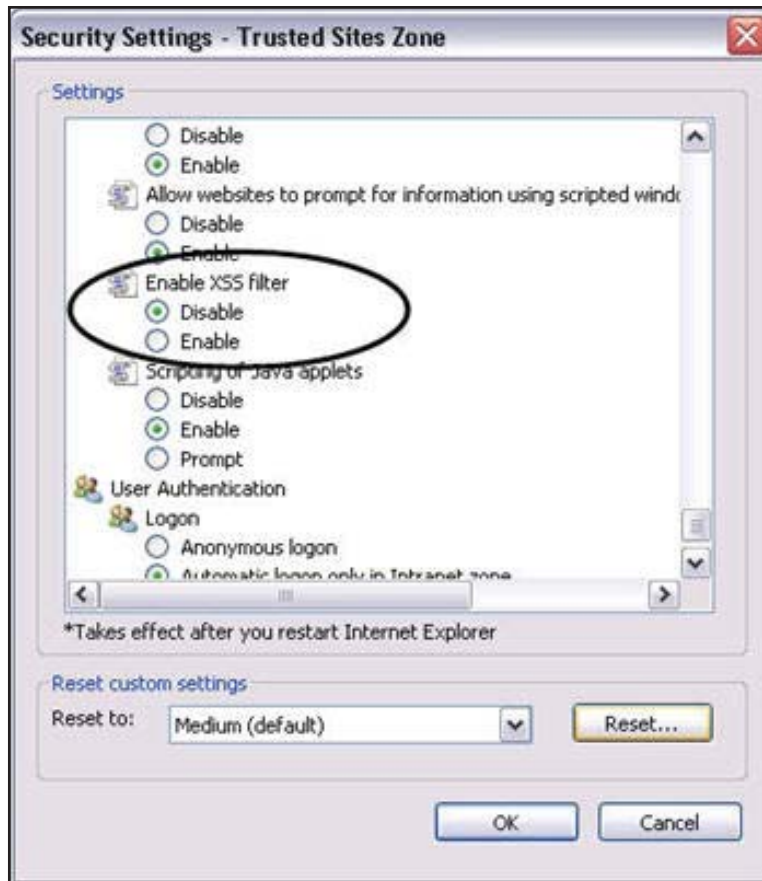 Security Settings - Trusted Sites Zone
Settings
Disable
Enable
Allow websites to prompt for information using scripted windo
Disable
Enable
Enable XSS filter
Disable
Enable
Scripting of Java applets
Disable
Enable
Prompt
User Authentication
Logon
Anonymous logon
Automatic logon only in Intranet zone
*Takes effect after you restart Internet Explorer
Reset custom settings
Reset to:
Medium (default)
Reset...
OK
Cancel